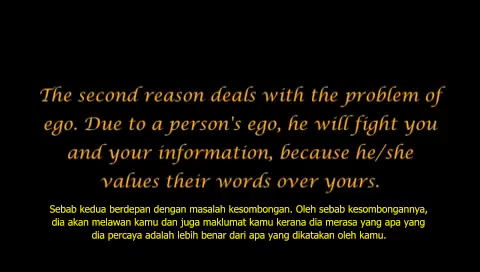 The second reason deals with the problem of
ego. Due to a person's ego, he will fight you
and your information, because he/she
values their words over yours.
Sebab kedua berdepan dengan masalah kesombongan. Oleh sebab kesombongannya,
dia akan melawan kamu dan juga maklumat kamu kerana dia merasa yang apa yang
dia percaya adalah lebih benar dari apa yang dikatakan oleh kamu.